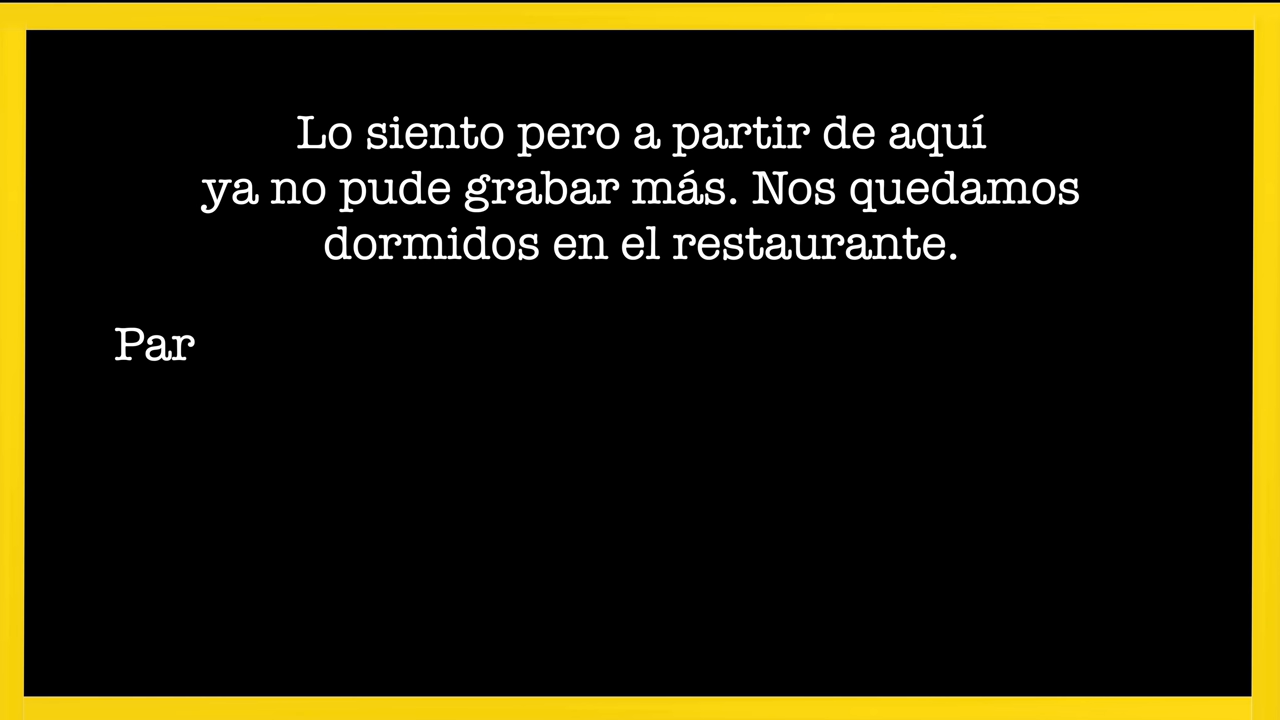 Lo siento pero a partir de aquí
ya no pude grabar más. Nos quedamos
dormidos en el restaurante.
Par